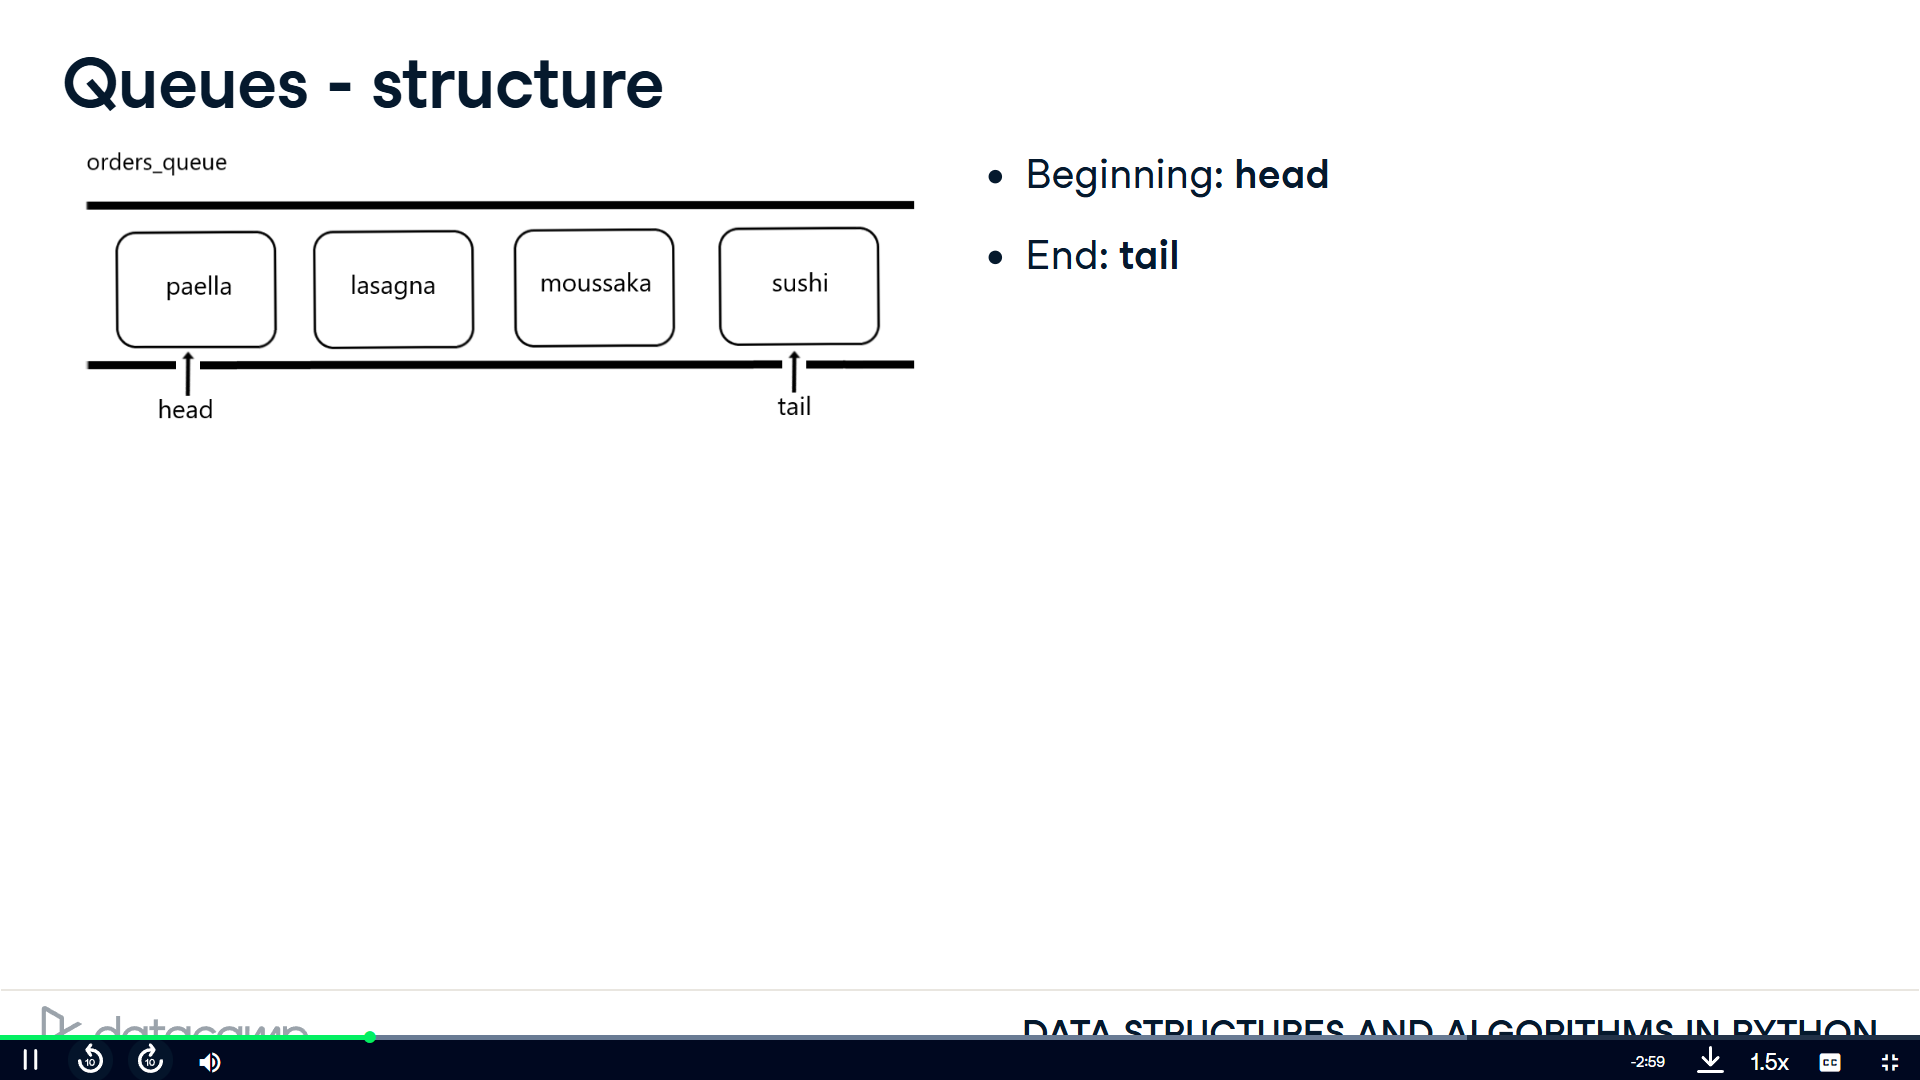 Queues - structure
orders_queue
paella lasagna moussaka sushi
head tail
• Beginning: head
• End: tail
datacamp
DATA STRUCTURES AND ALGORITHMS IN PYTHON
10 10 -2:59 1.5x CC